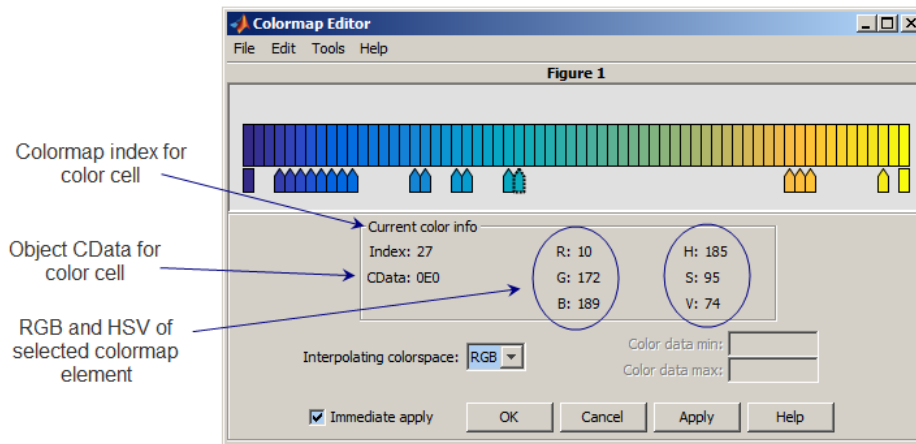 Colormap Editor
File Edit Tools Help
Figure 1
Colormap index for
color cell
Current color info
Index: 27
R: 10
H: 185
Object CData for
color cell
CData: 0E0
G: 172
S: 95
B: 189
V: 74
RGB and HSV of
selected colormap
element
Interpolating colorspace: RGB
Color data min:
Color data max:
Immediate apply
OK
Cancel
Apply
Help